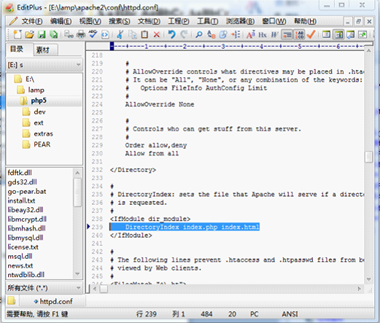 EditPlus - [E:\lamp\apache2\conf\httpd.conf]
文件(F) 编辑(E) 视图(V) 搜索(S) 文档(D) 工程(P) 工具(T) 浏览器(B) 窗口(W) 帮助(H)
目录 素材
[E:] s
E:\
lamp
php5
dev
ext
extras
PEAR
fdftk.dll
gds32.dll
go-pear.bat
install.txt
libeay32.dll
libmcrypt.dll
libmhash.dll
libmysql.dll
license.txt
msql.dll
news.txt
ntwdblib.dll
所有文件 (*.*)
218
219 #
220 # AllowOverride controls what directives may be placed in .htac
221 # It can be "All", "None", or any combination of the keywords:
222 # Options FileInfo AuthConfig Limit
223 #
224 AllowOverride None
225
226 #
227 # Controls who can get stuff from this server.
228 #
229 Order allow,deny
230 Allow from all
231
232 </Directory>
233
234 #
235 # DirectoryIndex: sets the file that Apache will serve if a direct
236 # is requested.
237 #
238 <IfModule dir_module>
239 DirectoryIndex index.php index.html
240 </IfModule>
241
242 #
243 # The following lines prevent .htaccess and .htpasswd files from be
244 # viewed by Web clients.
245 #
httpd.conf
需要帮助, 请按 F1 键 行 239 列 1 484 20 PC ANSI